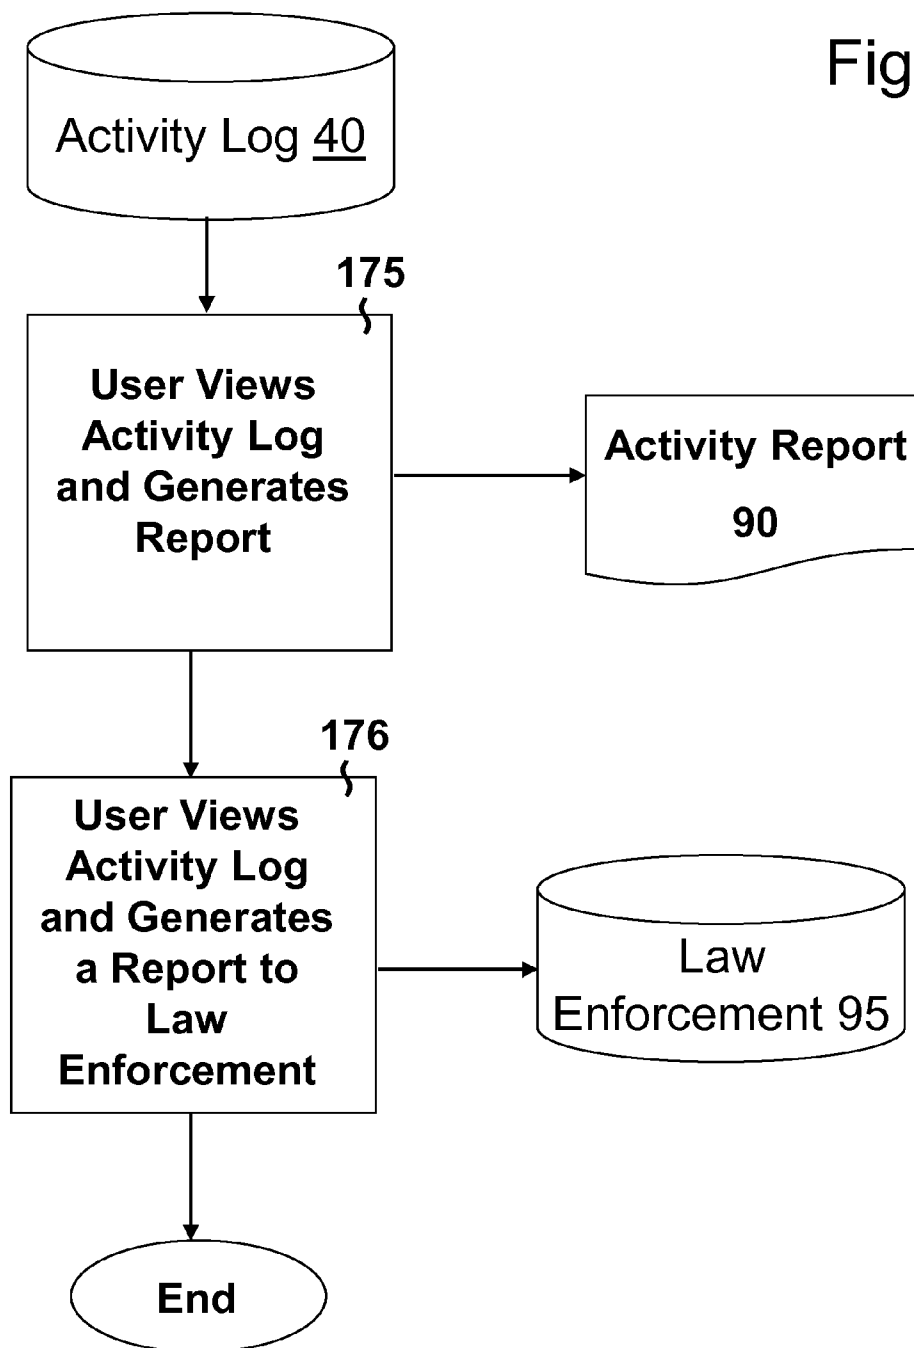 Fig
Activity Log 40
175
User Views
Activity Log
and Generates
Report
Activity Report
90
176
User Views
Activity Log
and Generates
a Report to
Law
Enforcement
Law
Enforcement 95
End